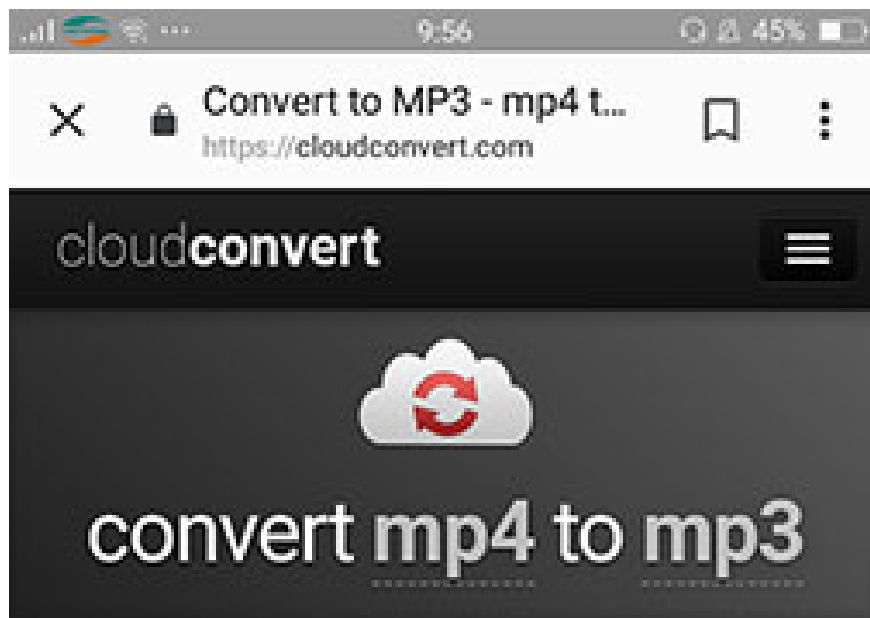 9:56
45%
Convert to MP3 - mp4 t...
https://cloudconvert.com
cloudconvert
convert mp4 to mp3